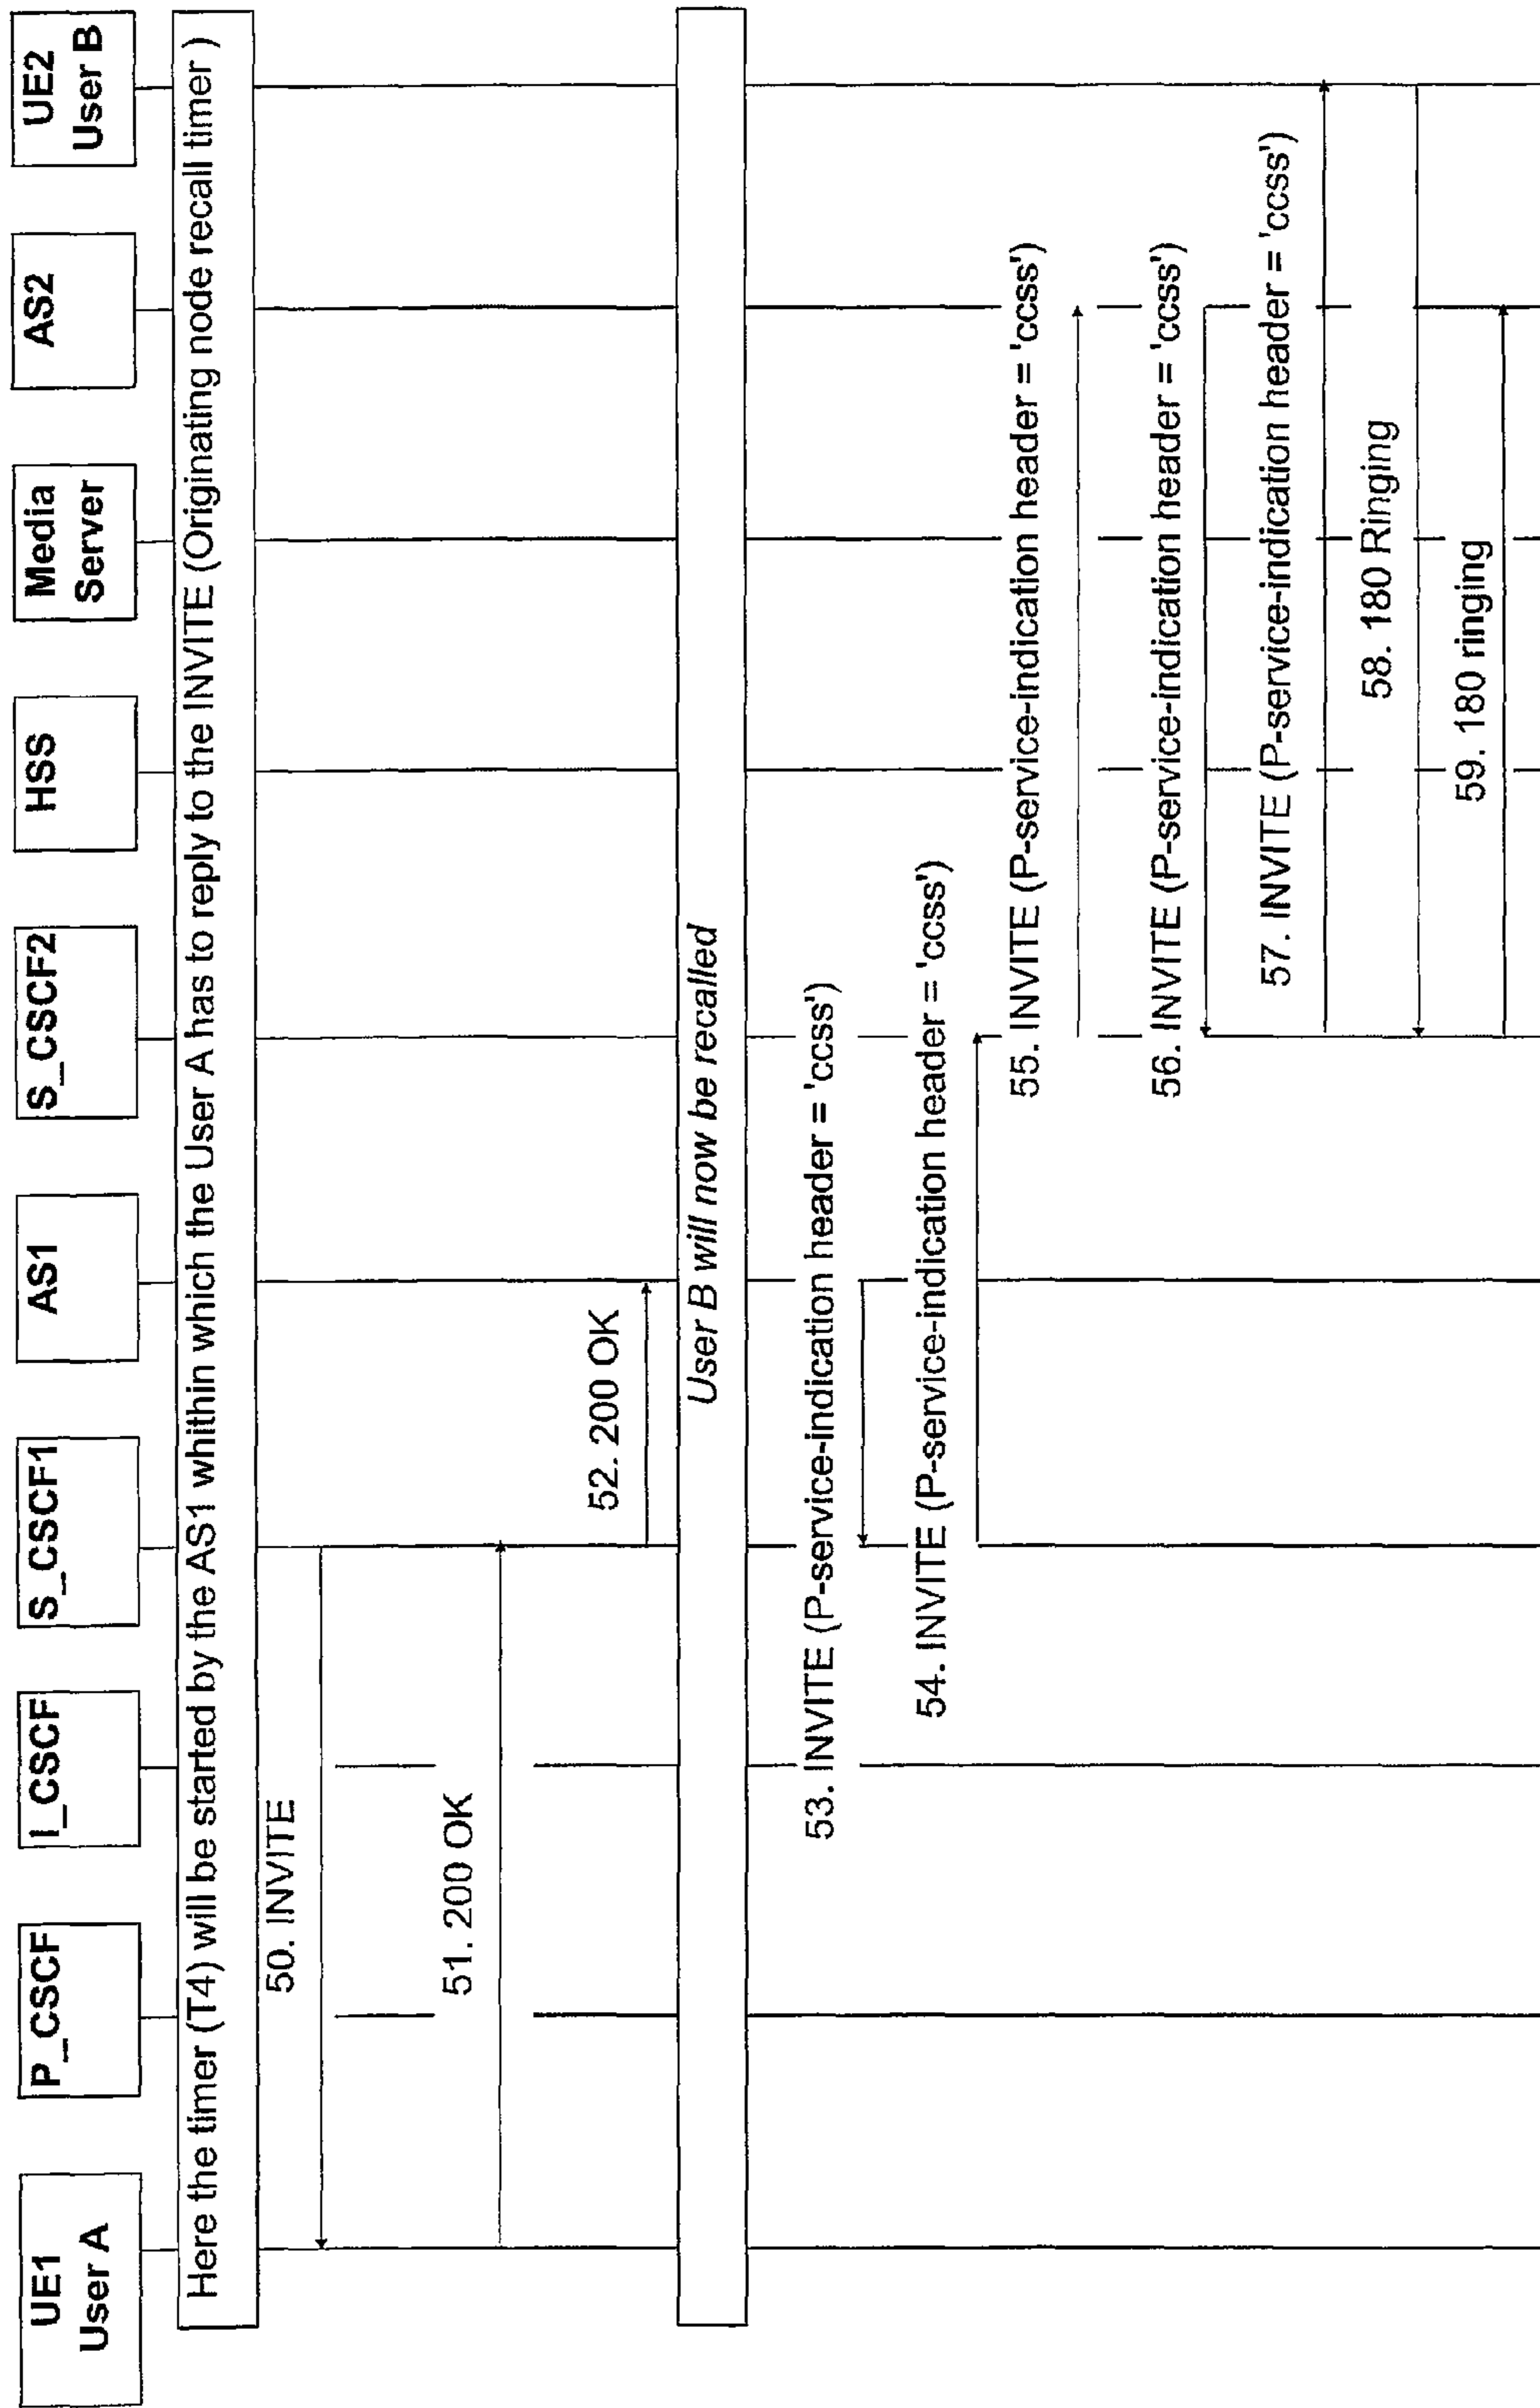 UE1
User A
P_CSCF
I_CSCF
S_CSCF1
AS1
S_CSCF2
HSS
Media
Server
AS2
UE2
User B
Here the timer (T4) will be started by the AS1 whithin which the User A has to reply to the INVITE (Originating node recall timer )
50. INVITE
51. 200 OK
52. 200 OK
User B will now be recalled
53. INVITE (P-service-indication header = 'ccss')
54. INVITE (P-service-indication header = 'ccss')
55. INVITE (P-service-indication header = 'ccss')
56. INVITE (P-service-indication header = 'ccss')
57. INVITE (P-service-indication header = 'ccss')
58. 180 Ringing
59. 180 ringing